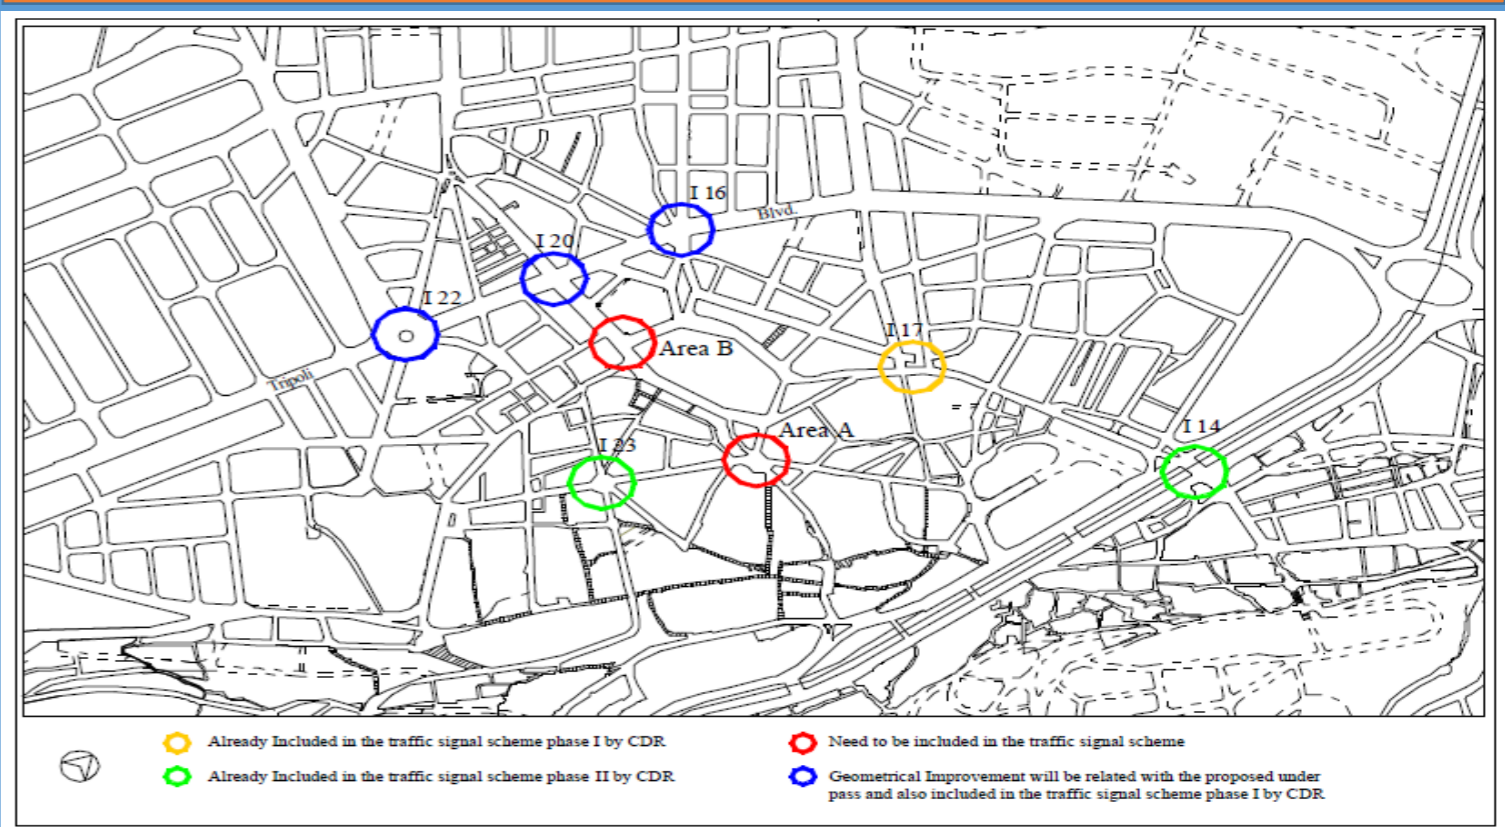 I 16
Blvd.
I 20
I 22
I 17
Area B
Tripoli
Area A
I 14
I 23
Already Included in the traffic signal scheme phase I by CDR
Already Included in the traffic signal scheme phase II by CDR
Need to be included in the traffic signal scheme
Geometrical Improvement will be related with the proposed under
pass and also included in the traffic signal scheme phase I by CDR